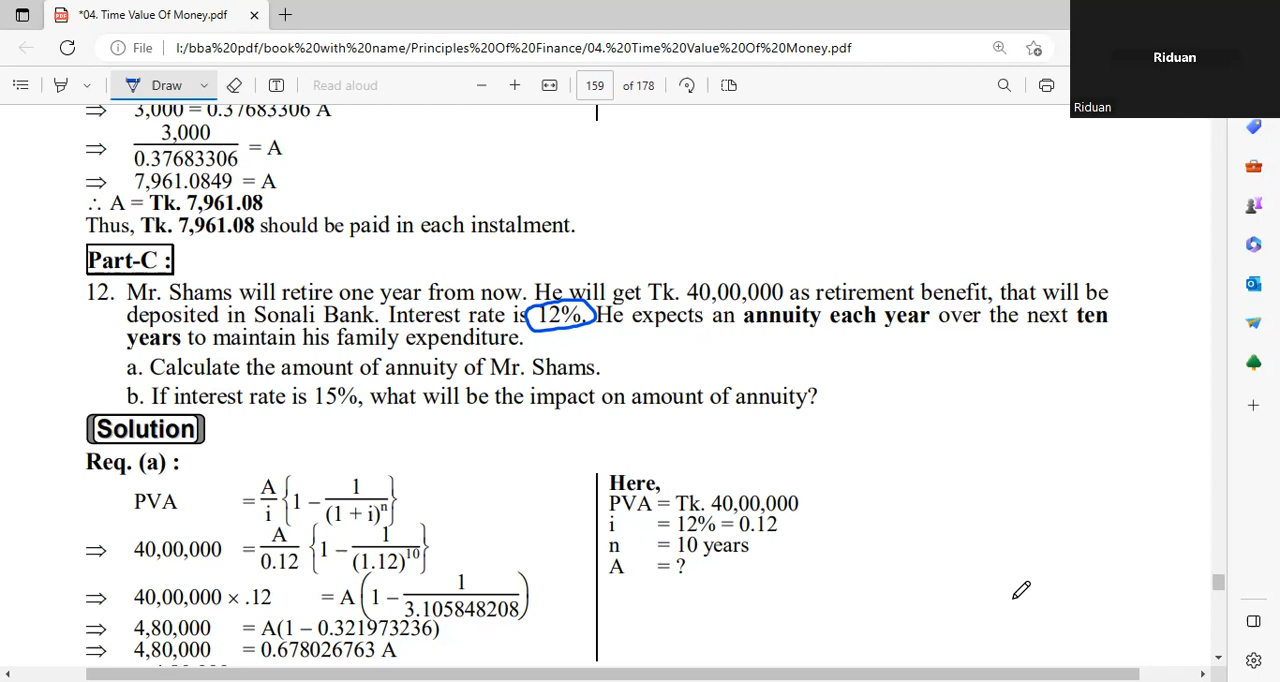 *04. Time Value Of Money.pdf
File
I:/bba%20pdf/book%20with%20name/Principles%20Of%20Finance/04.%20Time%20Value%20Of%20Money.pdf
Riduan
Riduan
Draw
Read aloud
159 of 178
⇒ 3,000 = 0.37683306 A
⇒ 3,000 / 0.37683306 = A
⇒ 7,961.0849 = A
∴ A = Tk. 7,961.08
Thus, Tk. 7,961.08 should be paid in each instalment.
Part-C :
12. Mr. Shams will retire one year from now. He will get Tk. 40,00,000 as retirement benefit, that will be
deposited in Sonali Bank. Interest rate is 12%. He expects an annuity each year over the next ten
years to maintain his family expenditure.
a. Calculate the amount of annuity of Mr. Shams.
b. If interest rate is 15%, what will be the impact on amount of annuity?
Solution
Req. (a) :
PVA = A/i {1 – 1/(1 + i)ⁿ}
⇒ 40,00,000 = A/0.12 {1 – 1/(1.12)¹⁰}
⇒ 40,00,000 × .12 = A(1 – 1/3.105848208)
⇒ 4,80,000 = A(1 – 0.321973236)
⇒ 4,80,000 = 0.678026763 A
Here,
PVA = Tk. 40,00,000
i = 12% = 0.12
n = 10 years
A = ?